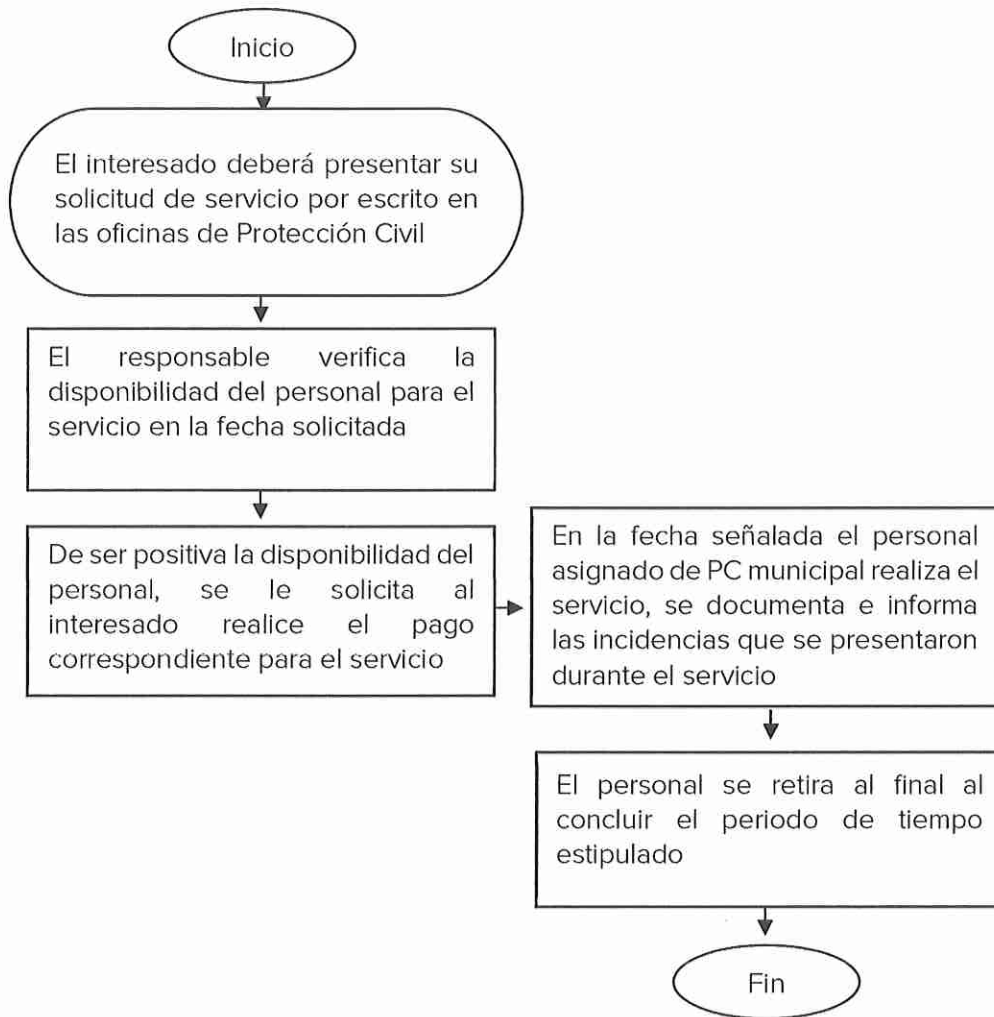 Inicio
El interesado deberá presentar su
solicitud de servicio por escrito en
las oficinas de Protección Civil
El responsable verifica la
disponibilidad del personal para el
servicio en la fecha solicitada
De ser positiva la disponibilidad del
personal, se le solicita al
interesado realice el pago
correspondiente para el servicio
En la fecha señalada el personal
asignado de PC municipal realiza el
servicio, se documenta e informa
las incidencias que se presentaron
durante el servicio
El personal se retira al final al
concluir el periodo de tiempo
estipulado
Fin